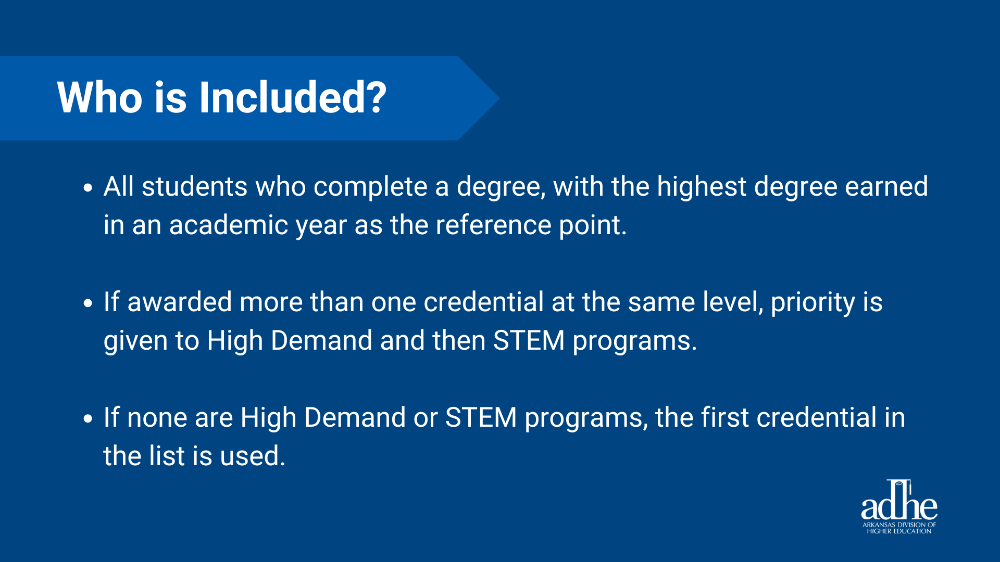 Who is Included?
• All students who complete a degree, with the highest degree earned
in an academic year as the reference point.
• If awarded more than one credential at the same level, priority is
given to High Demand and then STEM programs.
• If none are High Demand or STEM programs, the first credential in
the list is used.
adhe
ARKANSAS DIVISION OF
HIGHER EDUCATION